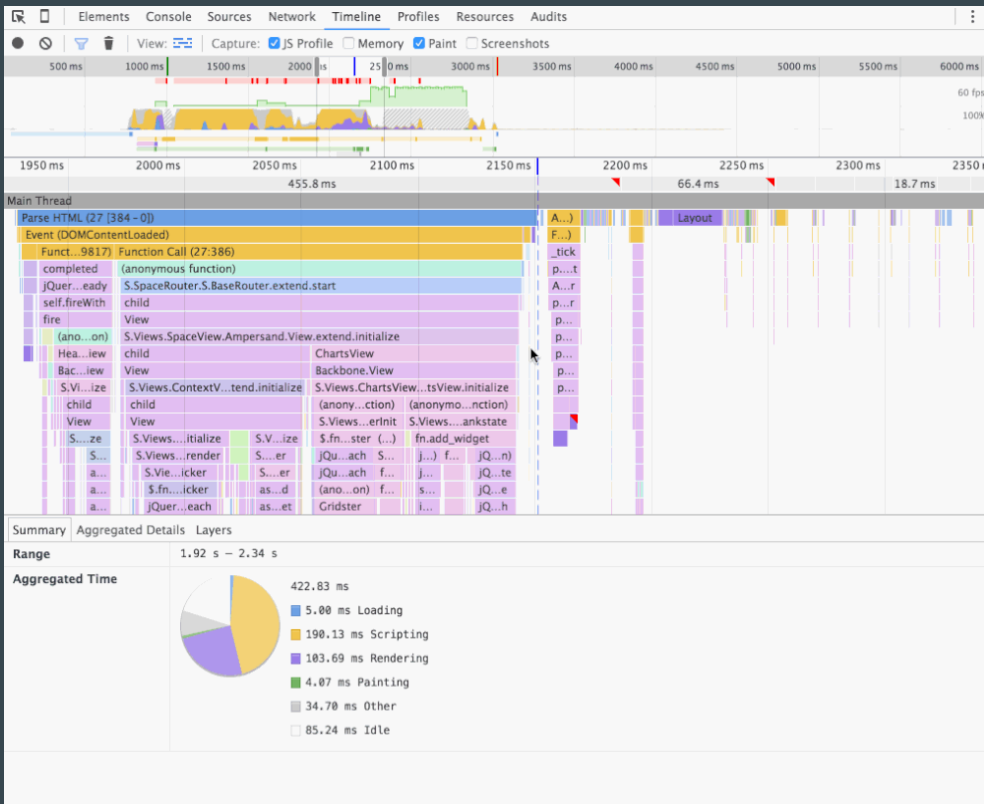 Elements Console Sources Network Timeline Profiles Resources Audits
View: Capture: JS Profile Memory Paint Screenshots
500 ms 1000 ms 1500 ms 2000 ıs 25 0 ms 3000 ms 3500 ms 4000 ms 4500 ms 5000 ms 5500 ms 6000 ms
60 fps
100%
1950 ms 2000 ms 2050 ms 2100 ms 2150 ms 2200 ms 2250 ms 2300 ms 2350
455.8 ms 66.4 ms 18.7 ms
Main Thread
Parse HTML (27 [384 - 0]) A...) Layout
Event (DOMContentLoaded) F...)
Funct...9817) Function Call (27:386) _tick
completed (anonymous function) p....t
jQuer...eady S.SpaceRouter.S.BaseRouter.extend.start A...r
self.fireWith child p...r
fire View p...
(ano...on) S.Views.SpaceView.Ampersand.View.extend.initialize p...
Hea...iew child ChartsView p...
Bac...iew View Backbone.View p...
S.Vi...ize S.Views.ContextV...tend.initialize S.Views.ChartsView...tsView.initialize p...
child child (anony...ction) (anonymo...nction)
View View S.Views....erInit S.Views....ankstate
S....ze S.Views....itialize S.V...ize $.fn...ster (...) fn.add_widget
S... S.Views....render S....er jQu...ach S... j...) f... jQ...n)
a... S.Vie...icker S....er jQu...ach f... j... jQ...te
a... $.fn....icker as...d (ano...on) f... s... jQ...e
a... jQuer...each as...et Gridster i... jQ...h
Summary Aggregated Details Layers
Range 1.92 s – 2.34 s
Aggregated Time
422.83 ms
5.00 ms Loading
190.13 ms Scripting
103.69 ms Rendering
4.07 ms Painting
34.70 ms Other
85.24 ms Idle